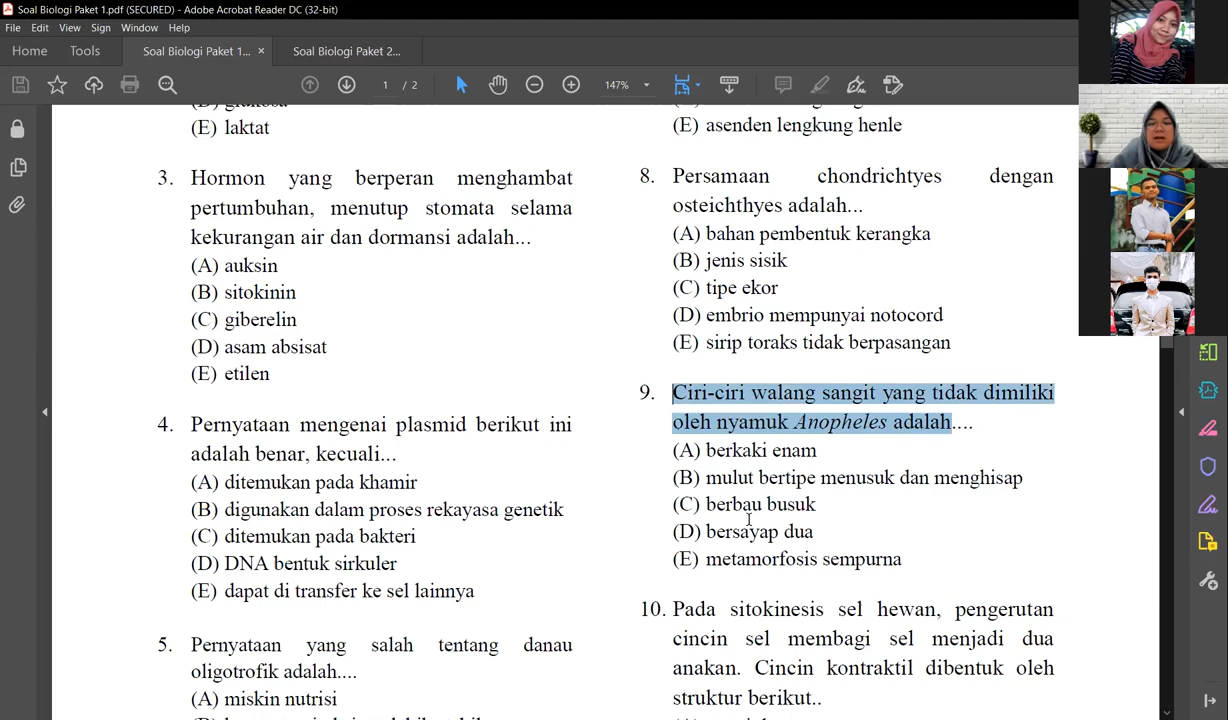 Soal Biologi Paket 1.pdf (SECURED) - Adobe Acrobat Reader DC (32-bit)
File Edit View Sign Window Help
Home Tools Soal Biologi Paket 1... × Soal Biologi Paket 2...
1 / 2 147%
(E) laktat
3. Hormon yang berperan menghambat
pertumbuhan, menutup stomata selama
kekurangan air dan dormansi adalah...
(A) auksin
(B) sitokinin
(C) giberelin
(D) asam absisat
(E) etilen
4. Pernyataan mengenai plasmid berikut ini
adalah benar, kecuali...
(A) ditemukan pada khamir
(B) digunakan dalam proses rekayasa genetik
(C) ditemukan pada bakteri
(D) DNA bentuk sirkuler
(E) dapat di transfer ke sel lainnya
5. Pernyataan yang salah tentang danau
oligotrofik adalah....
(A) miskin nutrisi
(E) asenden lengkung henle
8. Persamaan chondrichtyes dengan
osteichthyes adalah...
(A) bahan pembentuk kerangka
(B) jenis sisik
(C) tipe ekor
(D) embrio mempunyai notocord
(E) sirip toraks tidak berpasangan
9. Ciri-ciri walang sangit yang tidak dimiliki
oleh nyamuk Anopheles adalah....
(A) berkaki enam
(B) mulut bertipe menusuk dan menghisap
(C) berbau busuk
(D) bersayap dua
(E) metamorfosis sempurna
10. Pada sitokinesis sel hewan, pengerutan
cincin sel membagi sel menjadi dua
anakan. Cincin kontraktil dibentuk oleh
struktur berikut..